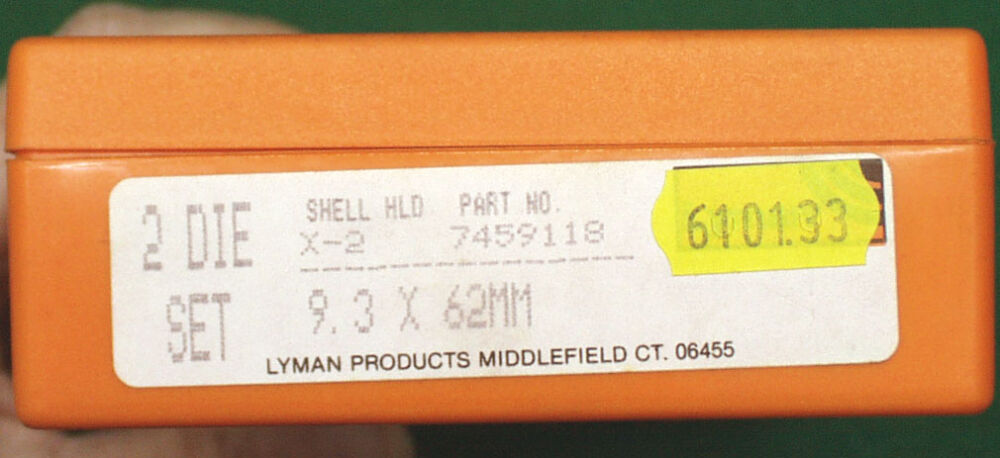 2 DIE
SET
SHELL HLD PART NO.
X-2 7459118
9.3 X 62MM
LYMAN PRODUCTS MIDDLEFIELD CT. 06455
6101.33